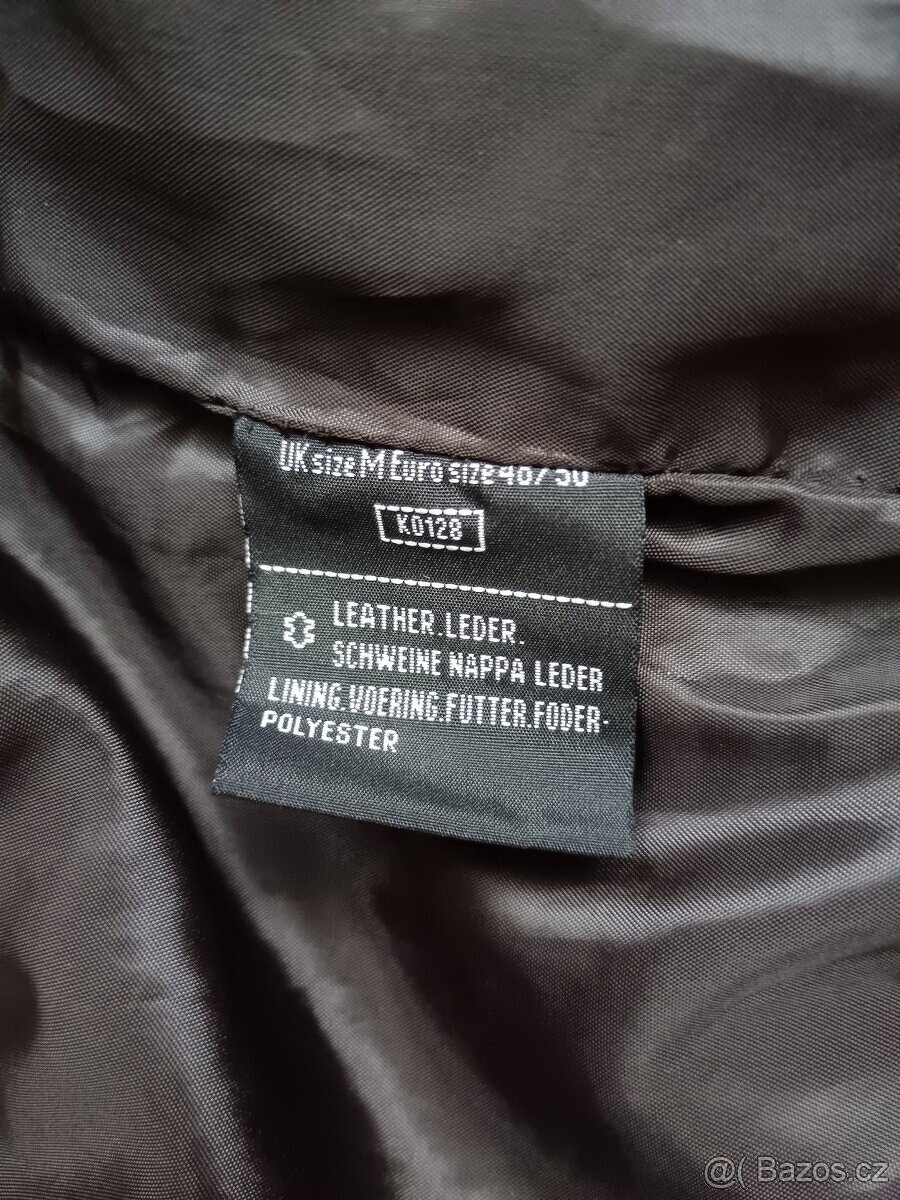 UK size M Euro size 48/50
K0128
LEATHER.LEDER.
SCHWEINE NAPPA LEDER
LINING.VOERING.FUTTER.FODER-
POLYESTER
@( Bazos.cz